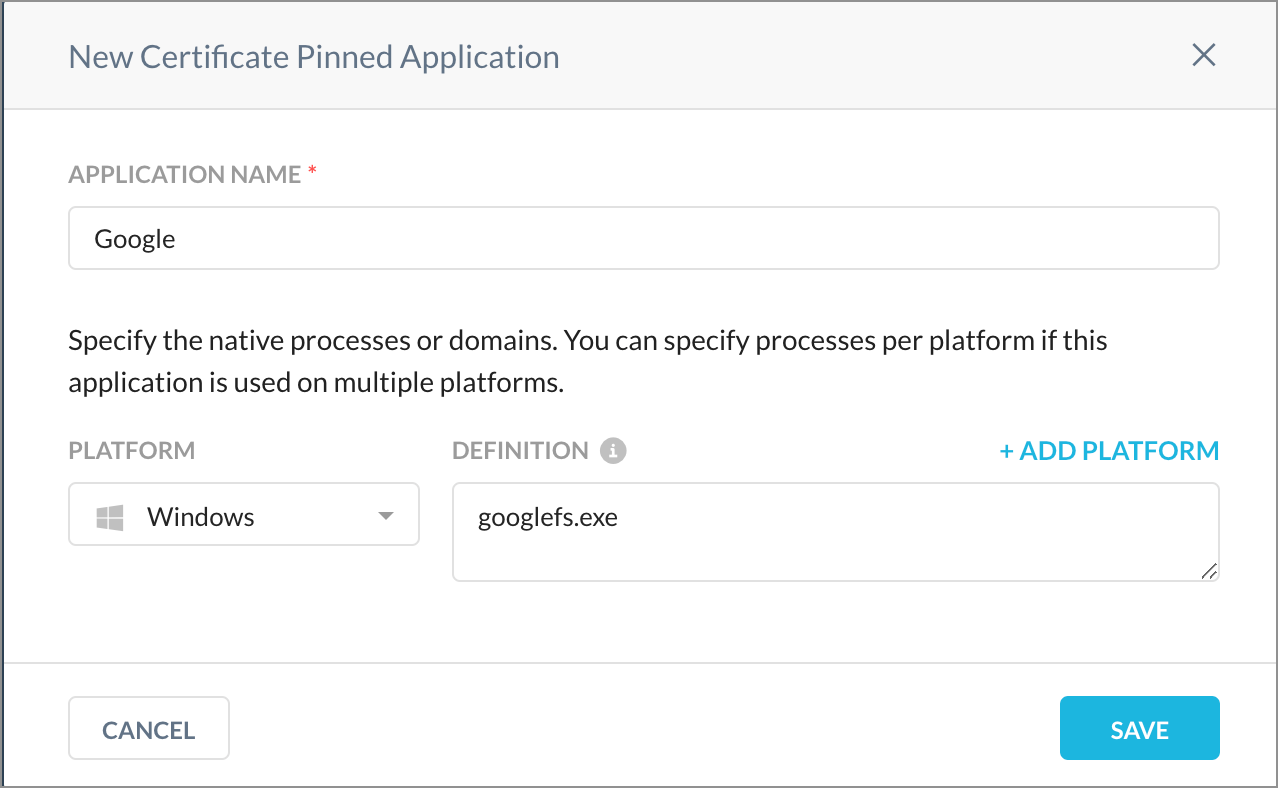 New Certificate Pinned Application
APPLICATION NAME *
Google
Specify the native processes or domains. You can specify processes per platform if this
application is used on multiple platforms.
PLATFORM
DEFINITION
+ ADD PLATFORM
Windows
googlefs.exe
CANCEL
SAVE